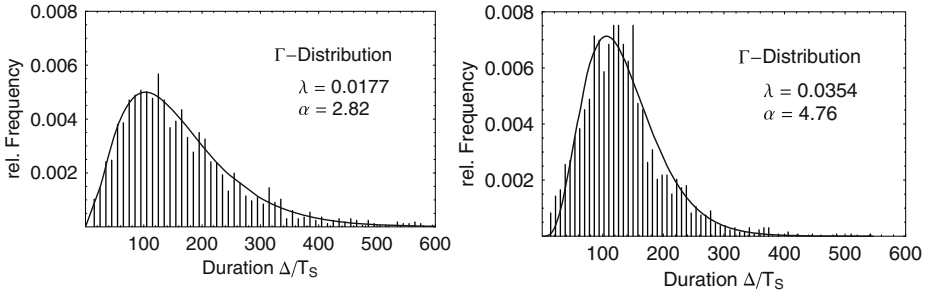 0.008
0.006
0.004
0.002
rel. Frequency
Γ–Distribution
λ = 0.0177
α = 2.82
100 200 300 400 500 600
Duration Δ/T_S
0.008
0.006
0.004
0.002
rel. Frequency
Γ–Distribution
λ = 0.0354
α = 4.76
100 200 300 400 500 600
Duration Δ/T_S